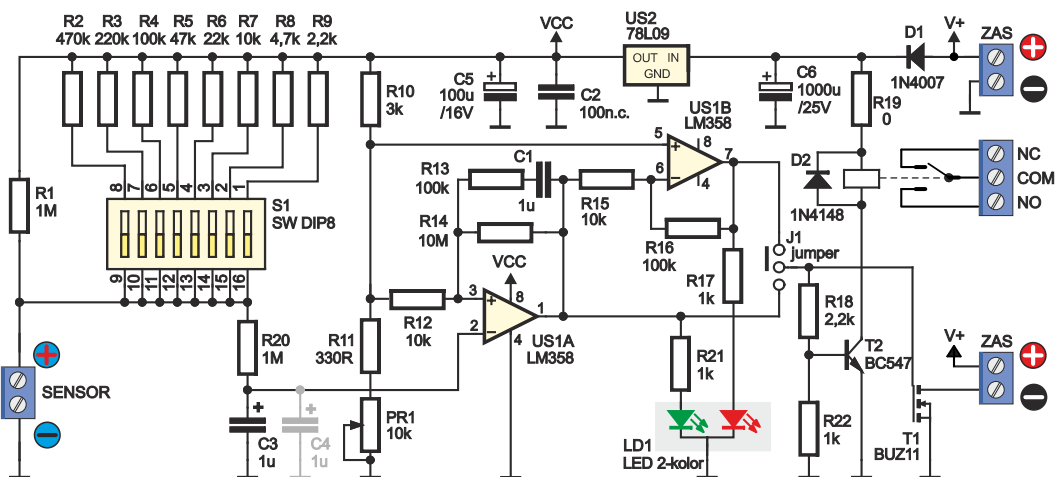 R2 R3 R4 R5 R6 R7 R8 R9
470k 220k 100k 47k 22k 10k 4,7k 2,2k
VCC
US2
78L09
OUT IN
GND
D1
1N4007
V+
ZAS
+
−
R10
3k
+
C5
100u
/16V
C2
100n.c.
+
C6
1000u
/25V
R19
0
US1B
LM358
5
6
7
8
4
+
−
R1
1M
8 7 6 5 4 3 2 1
S1
SW DIP8
9 10 11 12 13 14 15 16
R13
100k
C1
1u
R14
10M
R15
10k
R16
100k
R17
1k
D2
1N4148
NC
COM
NO
J1
jumper
VCC
R12
10k
3
2
8
4
1
+
−
US1A
LM358
R20
1M
R11
330R
R18
2,2k
T2
BC547
V+
ZAS
+
−
+
−
SENSOR
R21
1k
+
C3
1u
+
C4
1u
PR1
10k
LD1
LED 2-kolor
R22
1k
T1
BUZ11